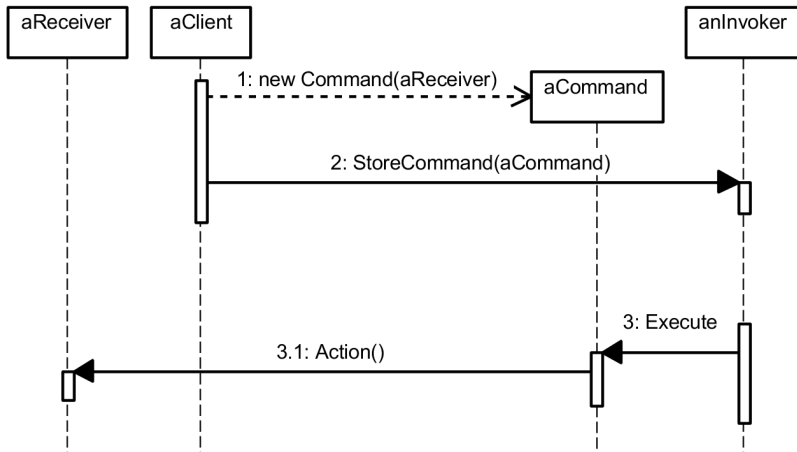 aReceiver
aClient
anInvoker
1: new Command(aReceiver)
aCommand
2: StoreCommand(aCommand)
3: Execute
3.1: Action()